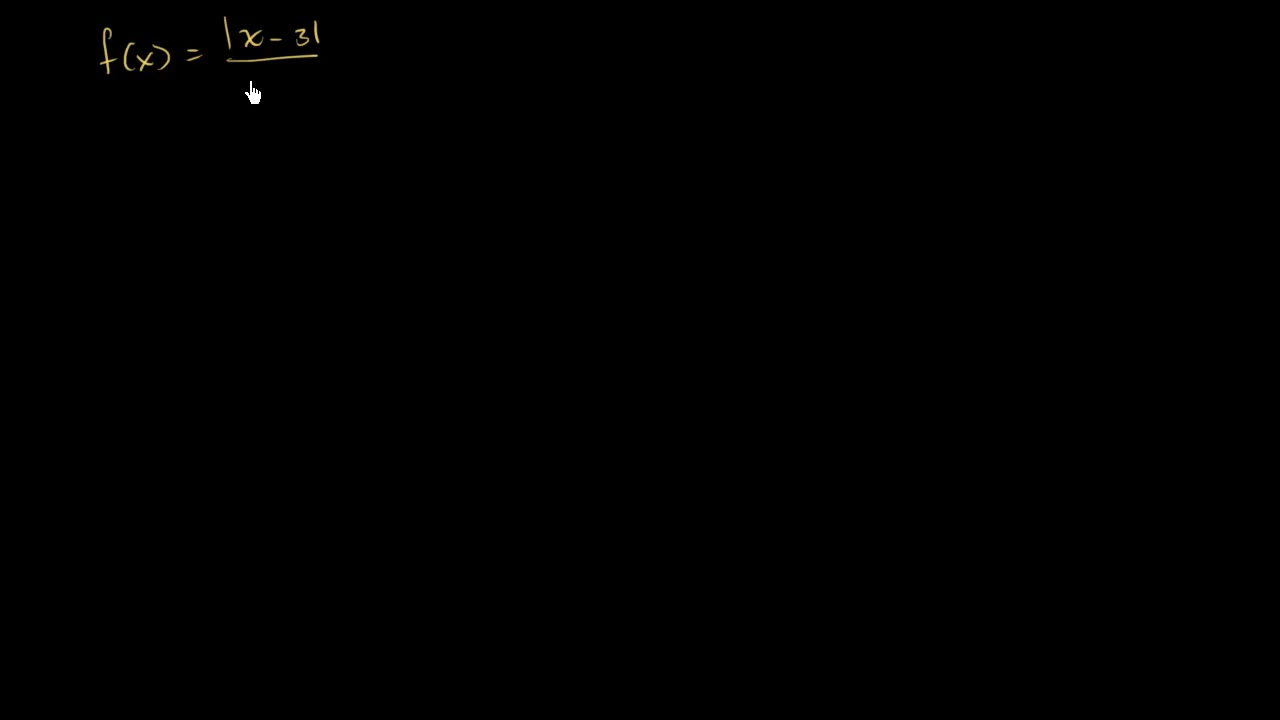 f(x) = |x - 3| /